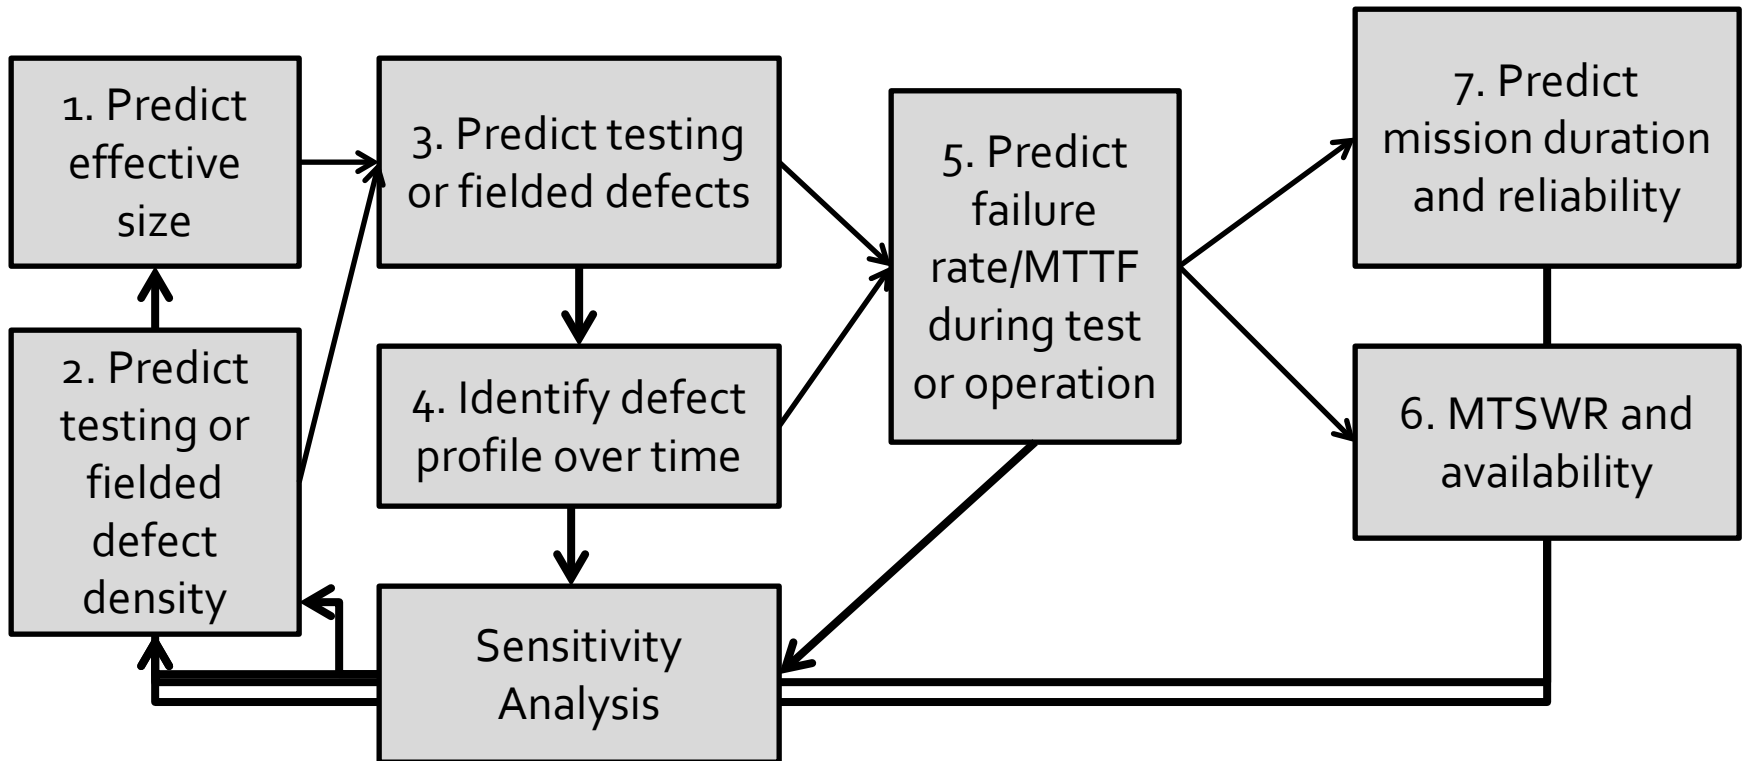 1. Predict
effective
size
2. Predict
testing or
fielded
defect
density
3. Predict testing
or fielded defects
4. Identify defect
profile over time
Sensitivity
Analysis
5. Predict
failure
rate/MTTF
during test
or operation
7. Predict
mission duration
and reliability
6. MTSWR and
availability